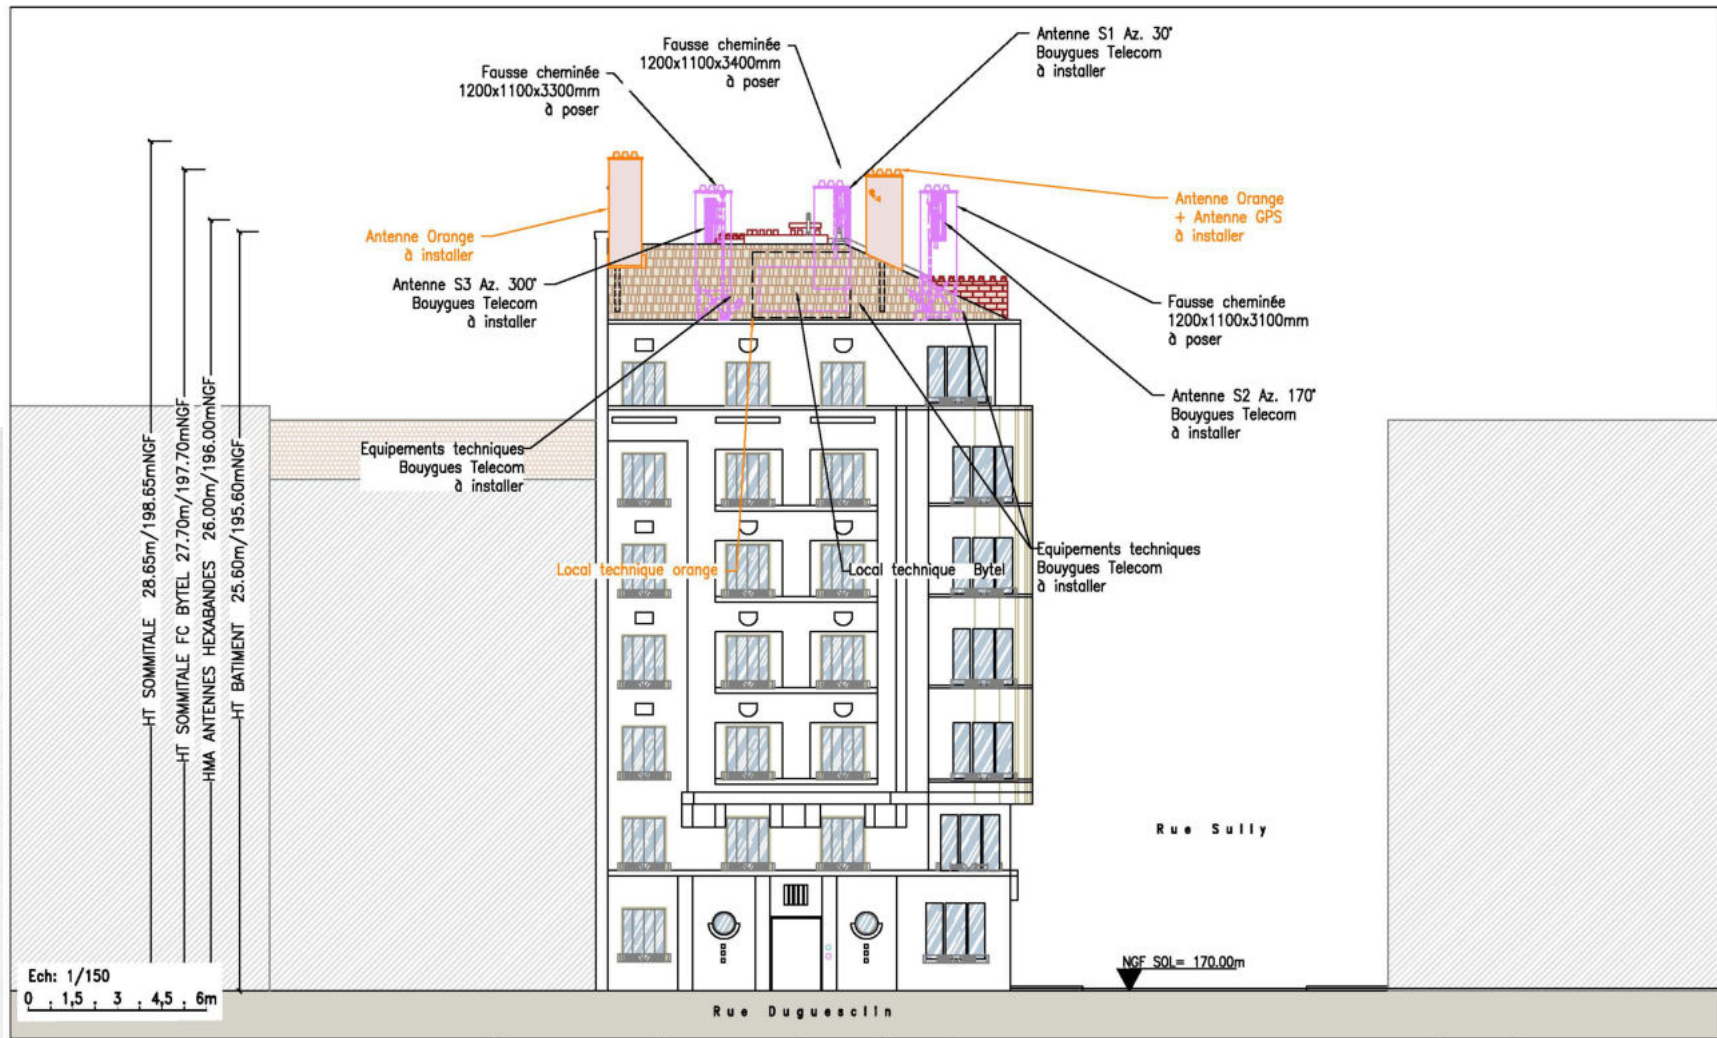 Antenne S1 Az. 30°
Bouygues Telecom
à installer
Fausse cheminée
1200x1100x3400mm
à poser
Fausse cheminée
1200x1100x3300mm
à poser
Antenne Orange
+ Antenne GPS
à installer
Antenne Orange
à installer
Antenne S3 Az. 300°
Bouygues Telecom
à installer
Fausse cheminée
1200x1100x3100mm
à poser
Antenne S2 Az. 170°
Bouygues Telecom
à installer
Equipements techniques
Bouygues Telecom
à installer
HT SOMMITALE 28.65m/198.65mNGF
HT SOMMITALE FC BYTEL 27.70m/197.70mNGF
HMA ANTENNES HEXABANDES 26.00m/196.00mNGF
HT BATIMENT 25.60m/195.60mNGF
Local technique orange
Local technique Bytel
Equipements techniques
Bouygues Telecom
à installer
Rue Sully
NGF SOL= 170.00m
Ech: 1/150
0 1,5 3 4,5 6m
Rue Duguesclin